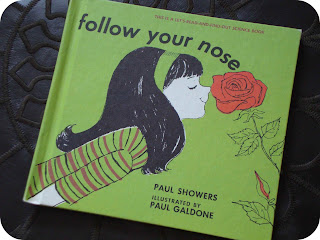 THIS IS A LET'S-READ-AND-FIND-OUT SCIENCE BOOK
follow your nose
PAUL SHOWERS
ILLUSTRATED BY
PAUL GALDONE